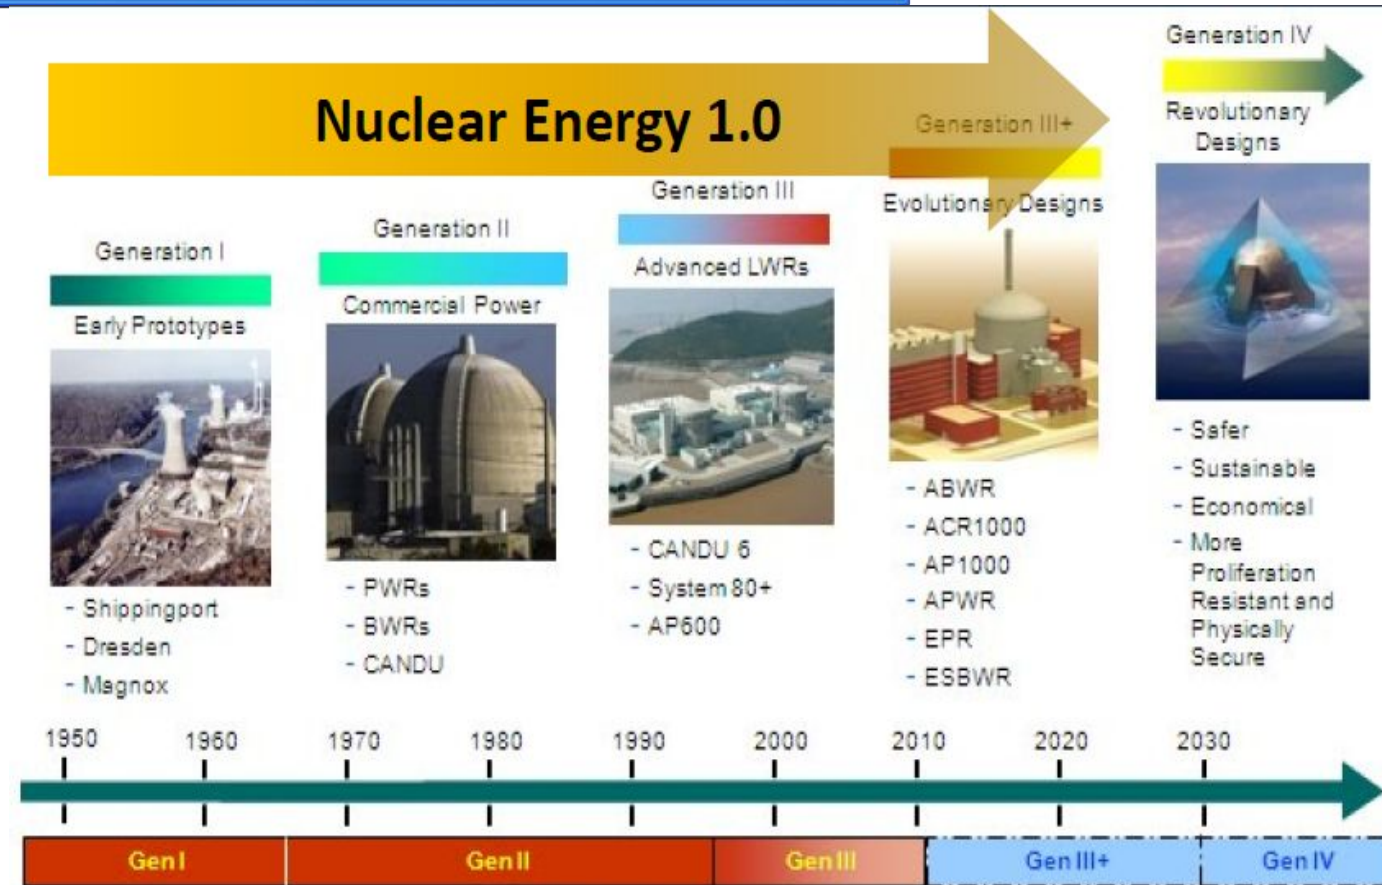 Nuclear Energy 1.0
Generation I
Early Prototypes
- Shippingport
- Dresden
- Magnox
Generation II
Commercial Power
- PWRs
- BWRs
- CANDU
Generation III
Advanced LWRs
- CANDU 6
- System 80+
- AP600
Generation III+
Evolutionary Designs
- ABWR
- ACR1000
- AP1000
- APWR
- EPR
- ESBWR
Generation IV
Revolutionary
Designs
- Safer
- Sustainable
- Economical
- More
Proliferation
Resistant and
Physically
Secure
1950 1960 1970 1980 1990 2000 2010 2020 2030
Gen I Gen II Gen III Gen III+ Gen IV